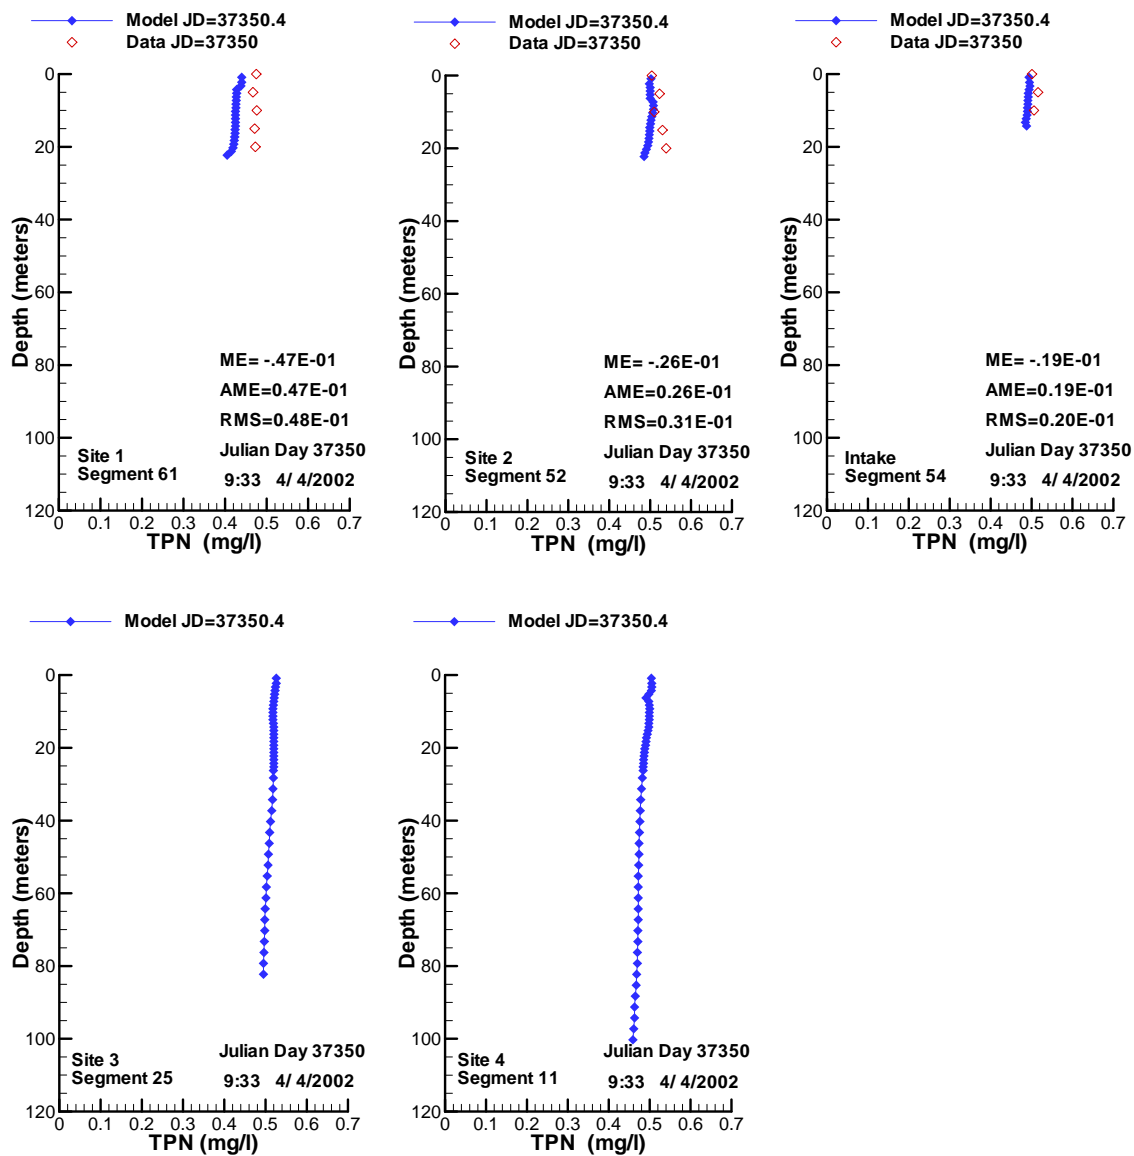 Model JD=37350.4
Data JD=37350
0
20
40
60
80
100
120
Depth (meters)
ME= -.47E-01
AME=0.47E-01
RMS=0.48E-01
Julian Day 37350
9:33 4/ 4/2002
Site 1
Segment 61
0 0.1 0.2 0.3 0.4 0.5 0.6 0.7
TPN (mg/l)
Model JD=37350.4
Data JD=37350
0
20
40
60
80
100
120
Depth (meters)
ME= -.26E-01
AME=0.26E-01
RMS=0.31E-01
Julian Day 37350
9:33 4/ 4/2002
Site 2
Segment 52
0 0.1 0.2 0.3 0.4 0.5 0.6 0.7
TPN (mg/l)
Model JD=37350.4
Data JD=37350
0
20
40
60
80
100
120
Depth (meters)
ME= -.19E-01
AME=0.19E-01
RMS=0.20E-01
Julian Day 37350
9:33 4/ 4/2002
Intake
Segment 54
0 0.1 0.2 0.3 0.4 0.5 0.6 0.7
TPN (mg/l)
Model JD=37350.4
0
20
40
60
80
100
120
Depth (meters)
Julian Day 37350
9:33 4/ 4/2002
Site 3
Segment 25
0 0.1 0.2 0.3 0.4 0.5 0.6 0.7
TPN (mg/l)
Model JD=37350.4
0
20
40
60
80
100
120
Depth (meters)
Julian Day 37350
9:33 4/ 4/2002
Site 4
Segment 11
0 0.1 0.2 0.3 0.4 0.5 0.6 0.7
TPN (mg/l)